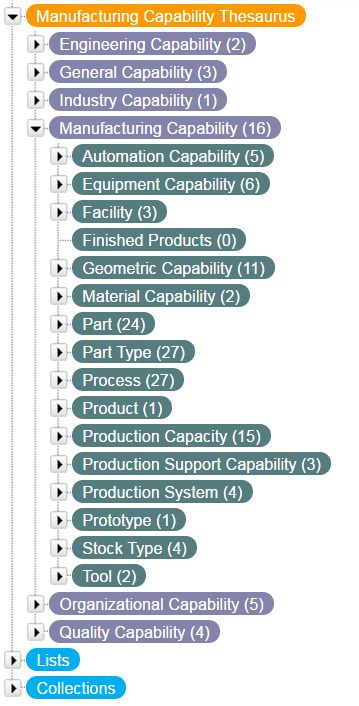 Manufacturing Capability Thesaurus
Engineering Capability (2)
General Capability (3)
Industry Capability (1)
Manufacturing Capability (16)
Automation Capability (5)
Equipment Capability (6)
Facility (3)
Finished Products (0)
Geometric Capability (11)
Material Capability (2)
Part (24)
Part Type (27)
Process (27)
Product (1)
Production Capacity (15)
Production Support Capability (3)
Production System (4)
Prototype (1)
Stock Type (4)
Tool (2)
Organizational Capability (5)
Quality Capability (4)
Lists
Collections